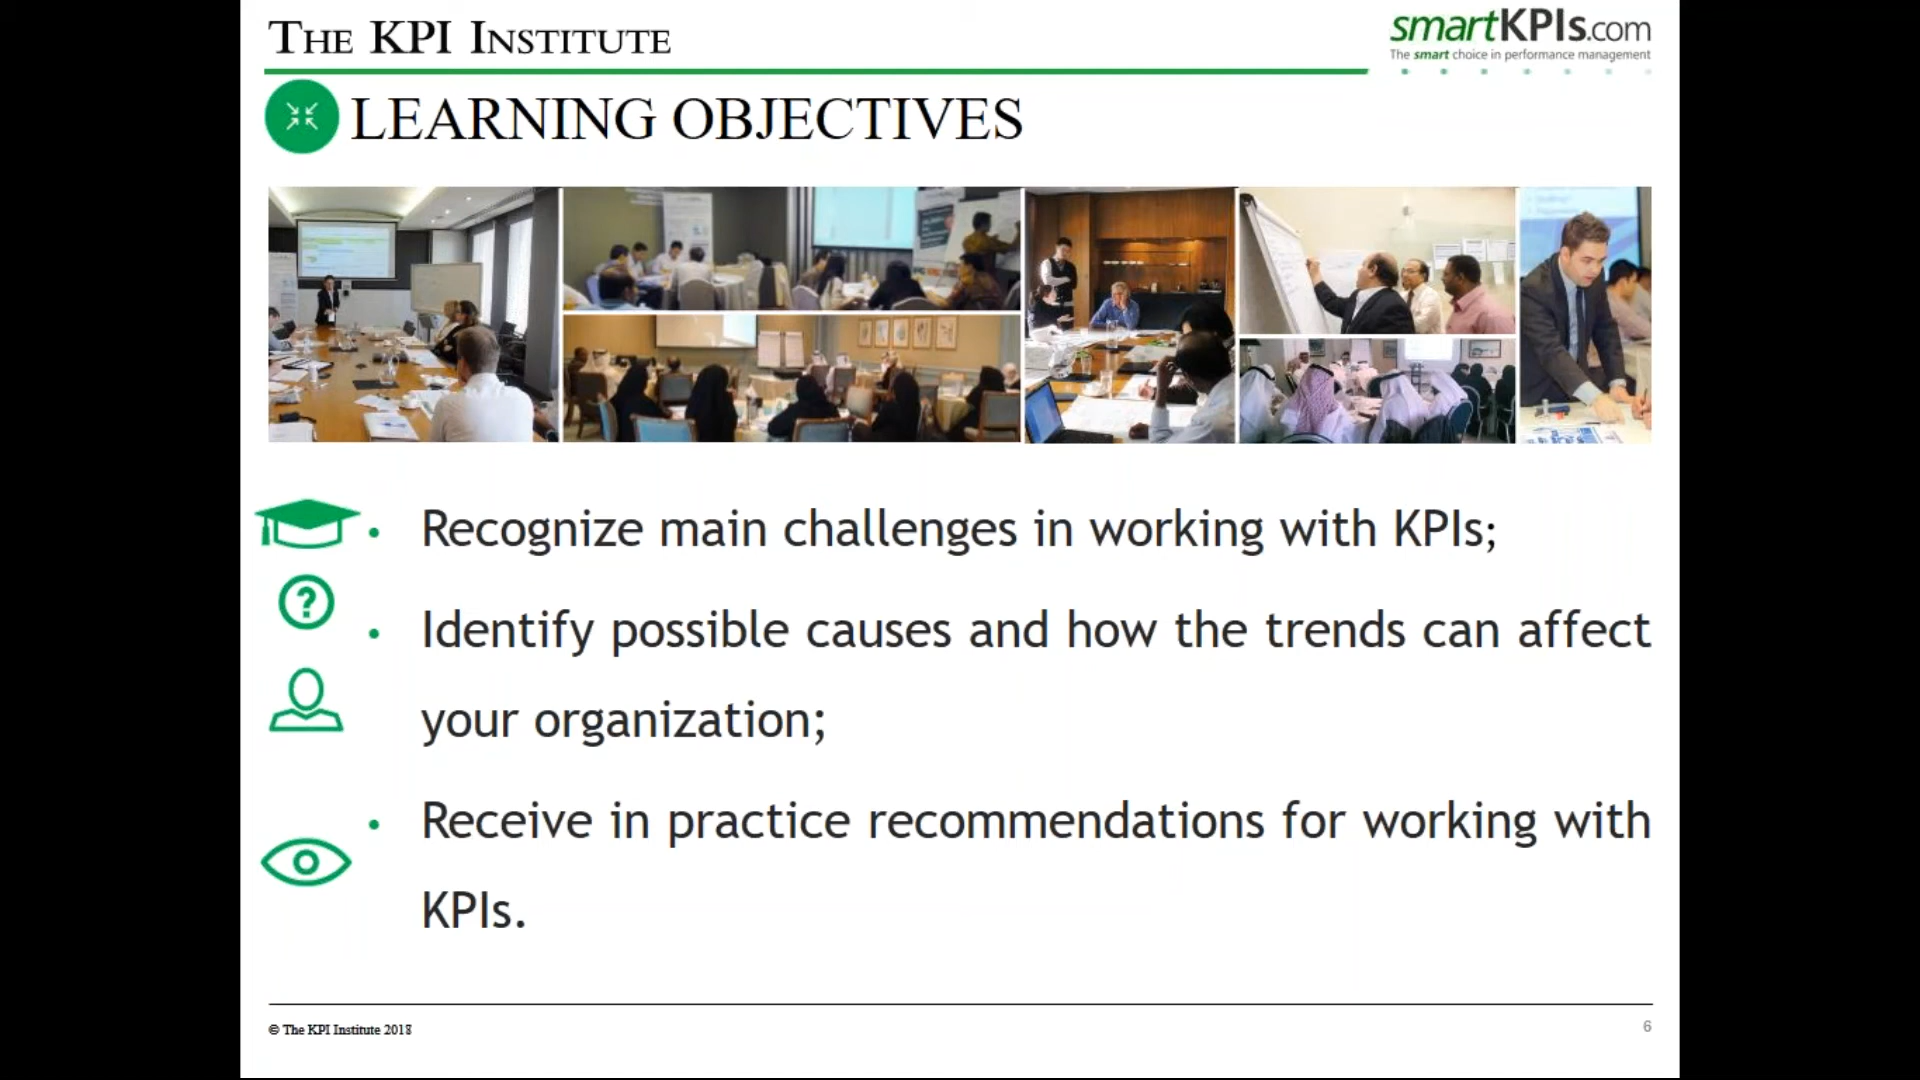 THE KPI INSTITUTE
smartKPIs.com
The smart choice in performance management
LEARNING OBJECTIVES
• Recognize main challenges in working with KPIs;
?
• Identify possible causes and how the trends can affect
your organization;
• Receive in practice recommendations for working with
KPIs.
© The KPI Institute 2018
6